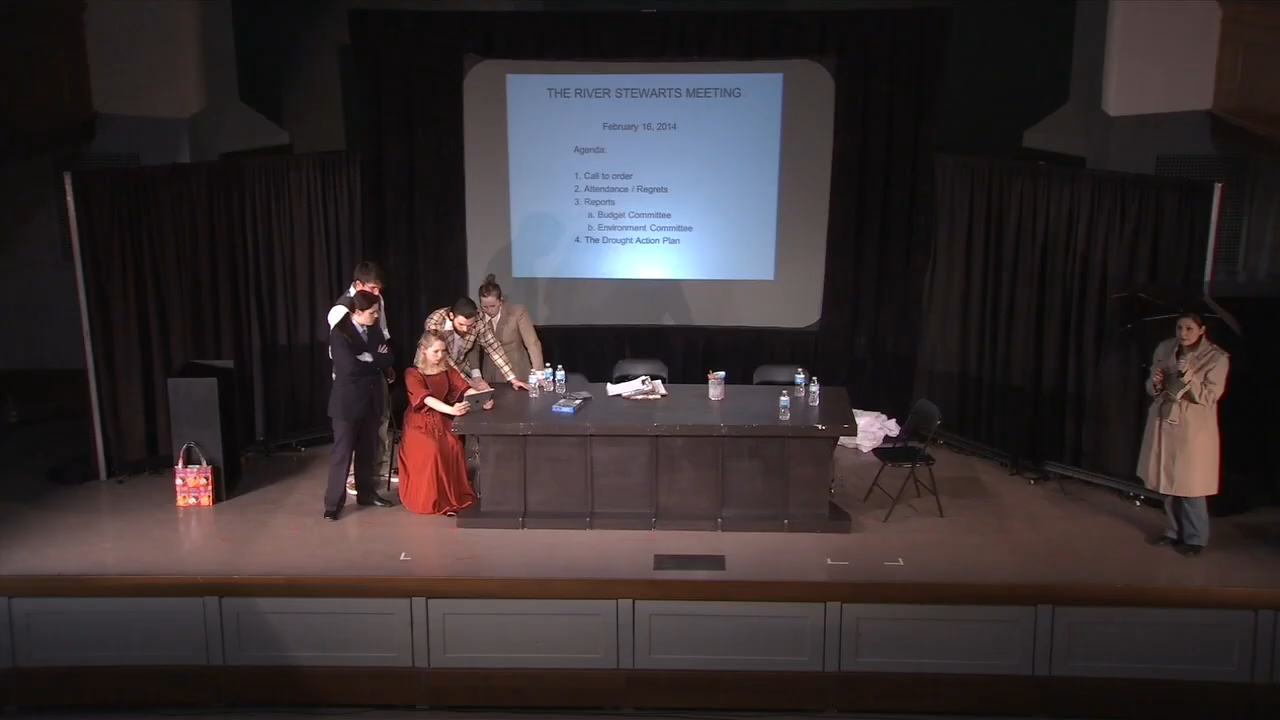 THE RIVER STEWARTS MEETING
February 16, 2014
Agenda:
1. Call to order
2. Attendance / Regrets
3. Reports
a. Budget Committee
b. Environment Committee
4. The Drought Action Plan